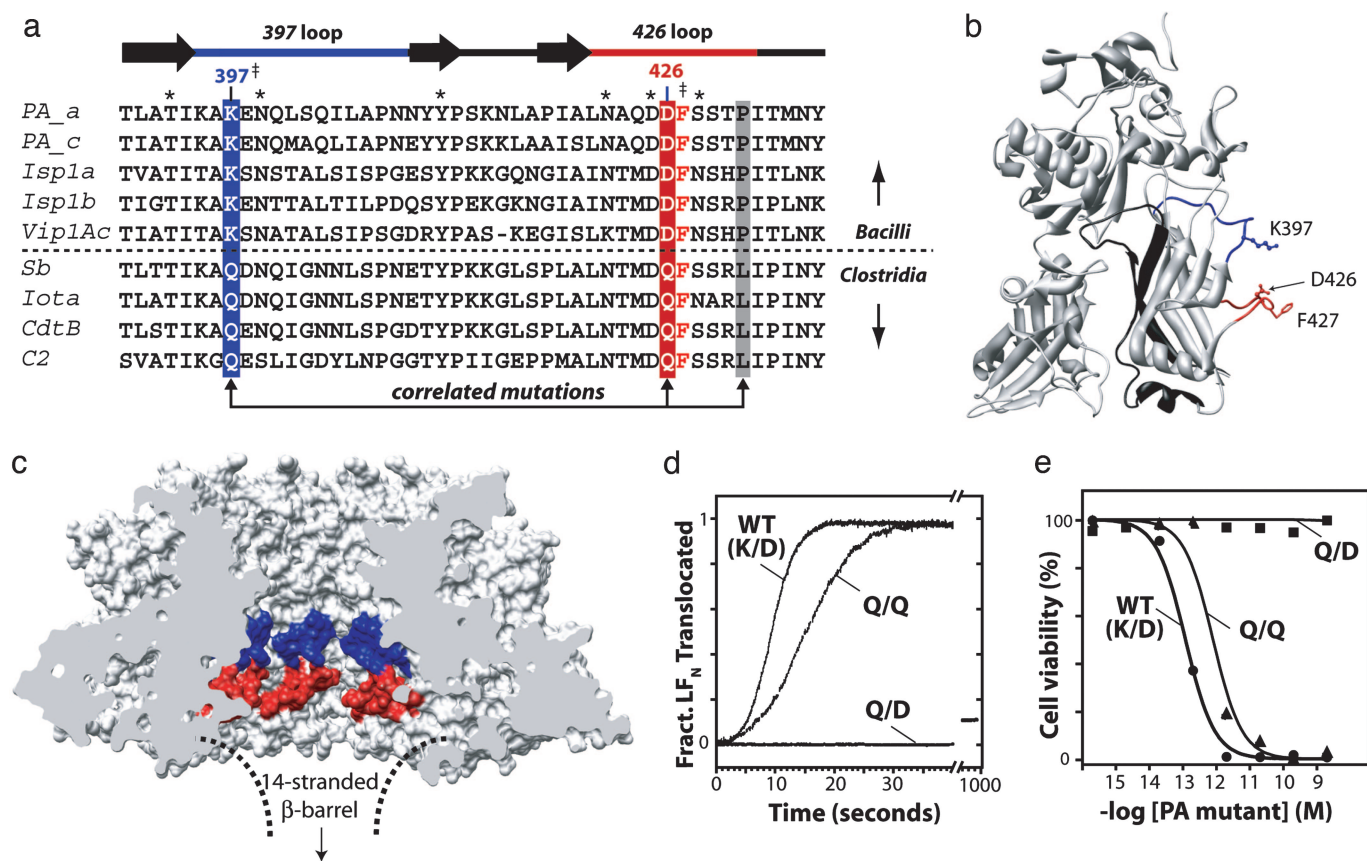 a
397 loop
426 loop
397‡
426
‡
* * * * * *
PA_a TLATIKAKENQLSQILAPNNYYPSKNLAPIALNAQDDFSSTPITMNY
PA_c TIATIKAKENQMAQLIAPNEYYPSKKLAAISLNAQDDFSSTPITMNY
Isp1a TVATITAKSNSTALSISPGESYPKKGQNGIAINTMDDFNSHPITLNK
Isp1b TIGTIKAKENTTALTILPDQSYPEKGKNGIAINTMDDFNSRPIPLNK
Vip1Ac TIATIKAKSNATALSIPSGDRYPAS-KEGISLKTMDDFNSHPITLNK
Bacilli
Sb TLTTIKAQDNQIGNNLSPNETYPKKGLSPLALNTMDQFSSRLIPINY
Clostridia
Iota TLATIKAQDNQIGNNLSPNETYPKKGLSPLALNTMDQFNARLIPINY
CdtB TLSTIKAQENQIGNNLSPGDTYPKKGLSPLALNTMDQFSSRLIPINY
C2 SVATIKGQESLIGDYLNPGGTYPIIGEPPMALNTMDQFSSRLIPINY
correlated mutations
b
K397
D426
F427
c
14-stranded
β-barrel
d
Fract. LFN Translocated
1
0
WT
(K/D)
Q/Q
Q/D
0 10 20 30 1000
Time (seconds)
e
Cell viability (%)
100
0
Q/D
WT
(K/D)
Q/Q
15 14 13 12 11 10 9
-log [PA mutant] (M)